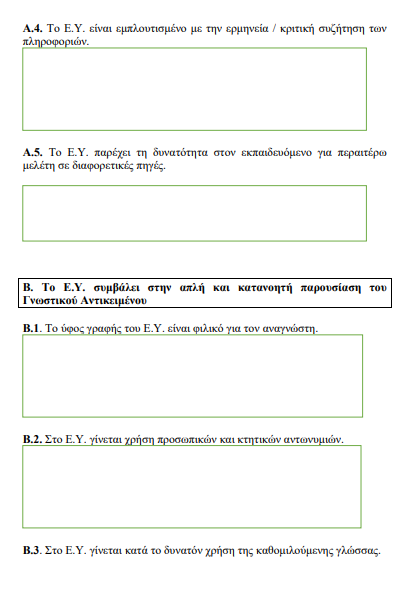 Α.4. Το Ε.Υ. είναι εμπλουτισμένο με την ερμηνεία / κριτική συζήτηση των
πληροφοριών.
Α.5. Το Ε.Υ. παρέχει τη δυνατότητα στον εκπαιδευόμενο για περαιτέρω
μελέτη σε διαφορετικές πηγές.
Β. Το Ε.Υ. συμβάλει στην απλή και κατανοητή παρουσίαση του
Γνωστικού Αντικειμένου
Β.1. Το ύφος γραφής του Ε.Υ. είναι φιλικό για τον αναγνώστη.
Β.2. Στο Ε.Υ. γίνεται χρήση προσωπικών και κτητικών αντωνυμιών.
Β.3. Στο Ε.Υ. γίνεται κατά το δυνατόν χρήση της καθομιλούμενης γλώσσας.